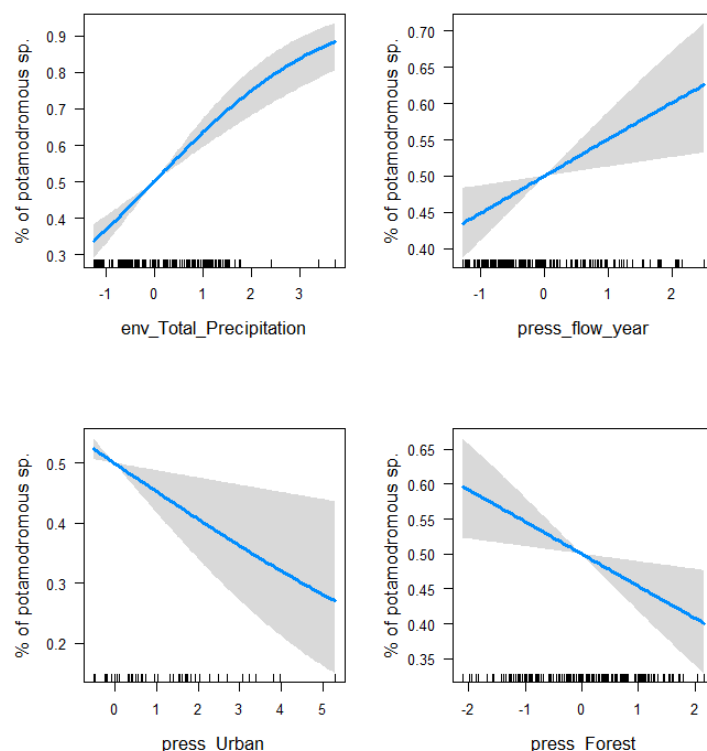 % of potamodromous sp.
0.9
0.8
0.7
0.6
0.5
0.4
0.3
-1 0 1 2 3
env_Total_Precipitation
% of potamodromous sp.
0.70
0.65
0.60
0.55
0.50
0.45
0.40
-1 0 1 2
press_flow_year
% of potamodromous sp.
0.5
0.4
0.3
0.2
0 1 2 3 4 5
press_Urban
% of potamodromous sp.
0.65
0.60
0.55
0.50
0.45
0.40
0.35
-2 -1 0 1 2
press_Forest